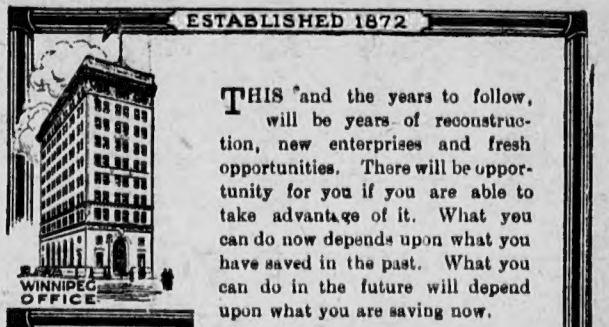 ESTABLISHED 1872
THIS and the years to follow,
will be years of reconstruc-
tion, new enterprises and fresh
opportunities. There will be oppor-
tunity for you if you are able to
take advantage of it. What you
can do now depends upon what you
have saved in the past. What you
can do in the future will depend
upon what you are saving now.
WINNIPEG
OFFICE